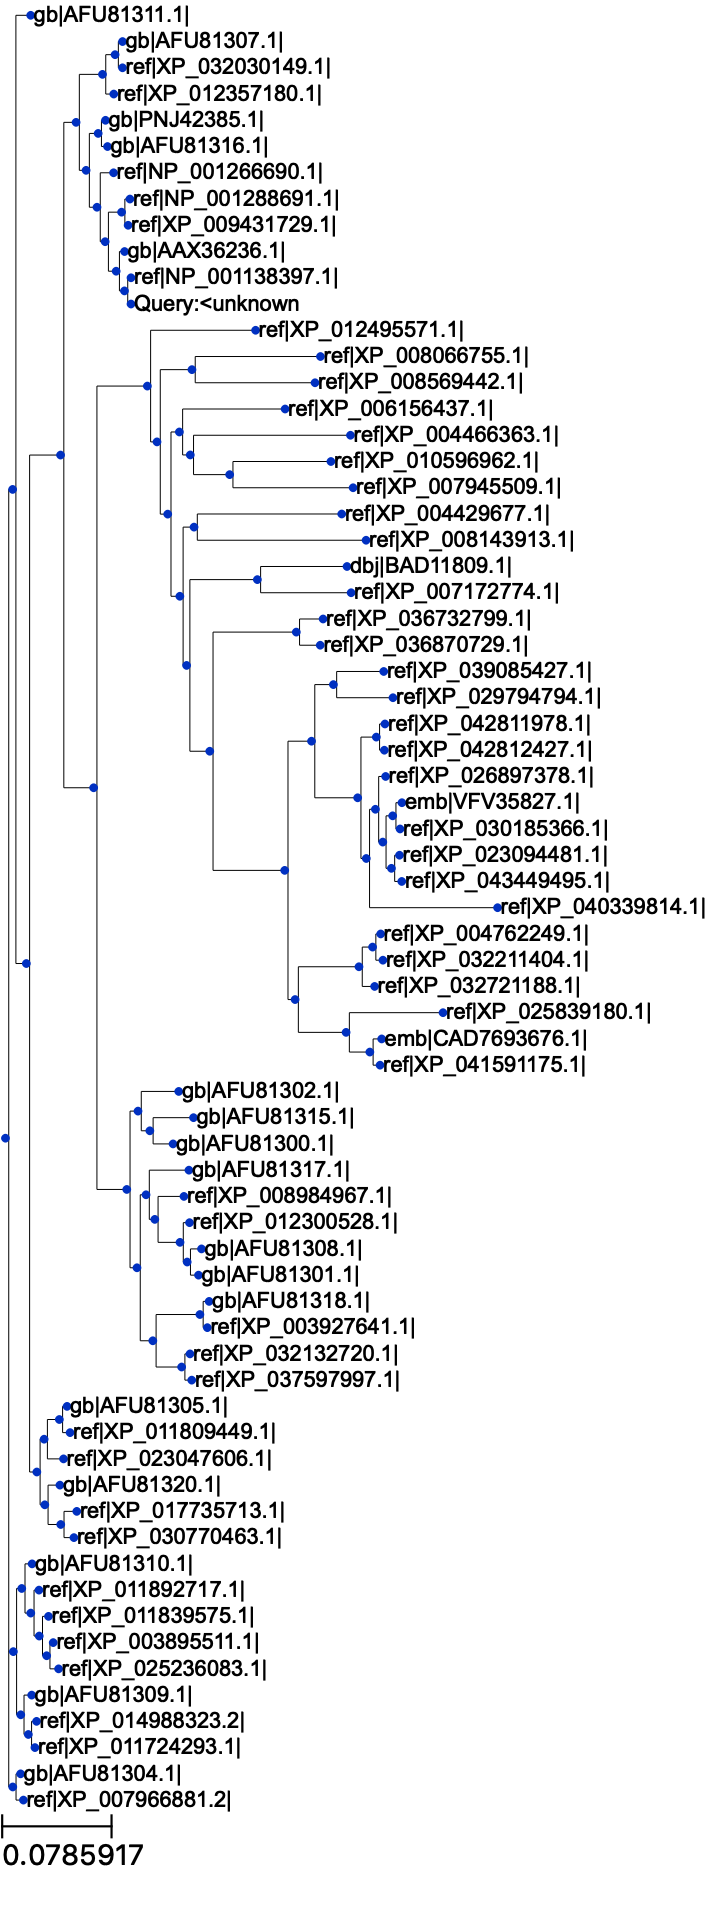 gb|AFU81311.1|
gb|AFU81307.1|
ref|XP_032030149.1|
ref|XP_012357180.1|
gb|PNJ42385.1|
gb|AFU81316.1|
ref|NP_001266690.1|
ref|NP_001288691.1|
ref|XP_009431729.1|
gb|AAX36236.1|
ref|NP_001138397.1|
Query:<unknown
ref|XP_012495571.1|
ref|XP_008066755.1|
ref|XP_008569442.1|
ref|XP_006156437.1|
ref|XP_004466363.1|
ref|XP_010596962.1|
ref|XP_007945509.1|
ref|XP_004429677.1|
ref|XP_008143913.1|
dbj|BAD11809.1|
ref|XP_007172774.1|
ref|XP_036732799.1|
ref|XP_036870729.1|
ref|XP_039085427.1|
ref|XP_029794794.1|
ref|XP_042811978.1|
ref|XP_042812427.1|
ref|XP_026897378.1|
emb|VFV35827.1|
ref|XP_030185366.1|
ref|XP_023094481.1|
ref|XP_043449495.1|
ref|XP_040339814.1|
ref|XP_004762249.1|
ref|XP_032211404.1|
ref|XP_032721188.1|
ref|XP_025839180.1|
emb|CAD7693676.1|
ref|XP_041591175.1|
gb|AFU81302.1|
gb|AFU81315.1|
gb|AFU81300.1|
gb|AFU81317.1|
ref|XP_008984967.1|
ref|XP_012300528.1|
gb|AFU81308.1|
gb|AFU81301.1|
gb|AFU81318.1|
ref|XP_003927641.1|
ref|XP_032132720.1|
ref|XP_037597997.1|
gb|AFU81305.1|
ref|XP_011809449.1|
ref|XP_023047606.1|
gb|AFU81320.1|
ref|XP_017735713.1|
ref|XP_030770463.1|
gb|AFU81310.1|
ref|XP_011892717.1|
ref|XP_011839575.1|
ref|XP_003895511.1|
ref|XP_025236083.1|
gb|AFU81309.1|
ref|XP_014988323.2|
ref|XP_011724293.1|
gb|AFU81304.1|
ref|XP_007966881.2|
0.0785917